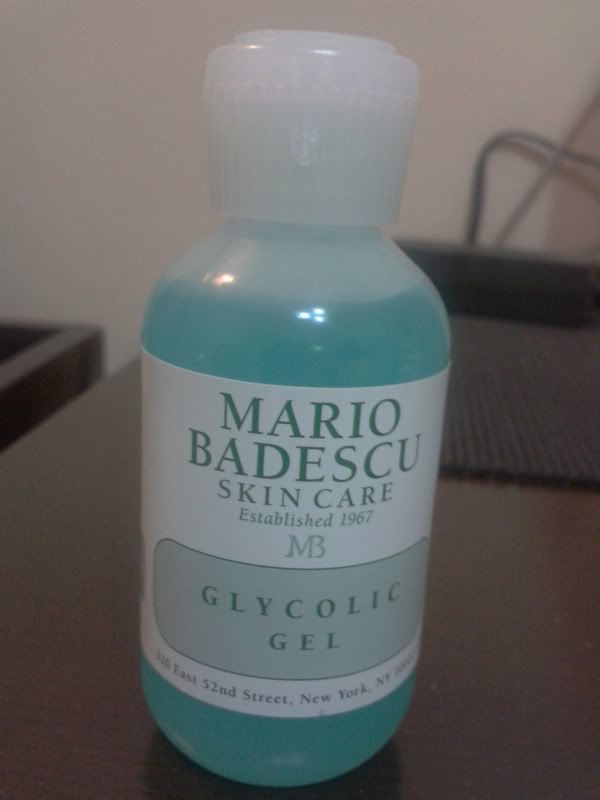 MARIO
BADESCU
SKIN CARE
Established 1967
MB
GLYCOLIC
GEL
320 East 52nd Street, New York, NY